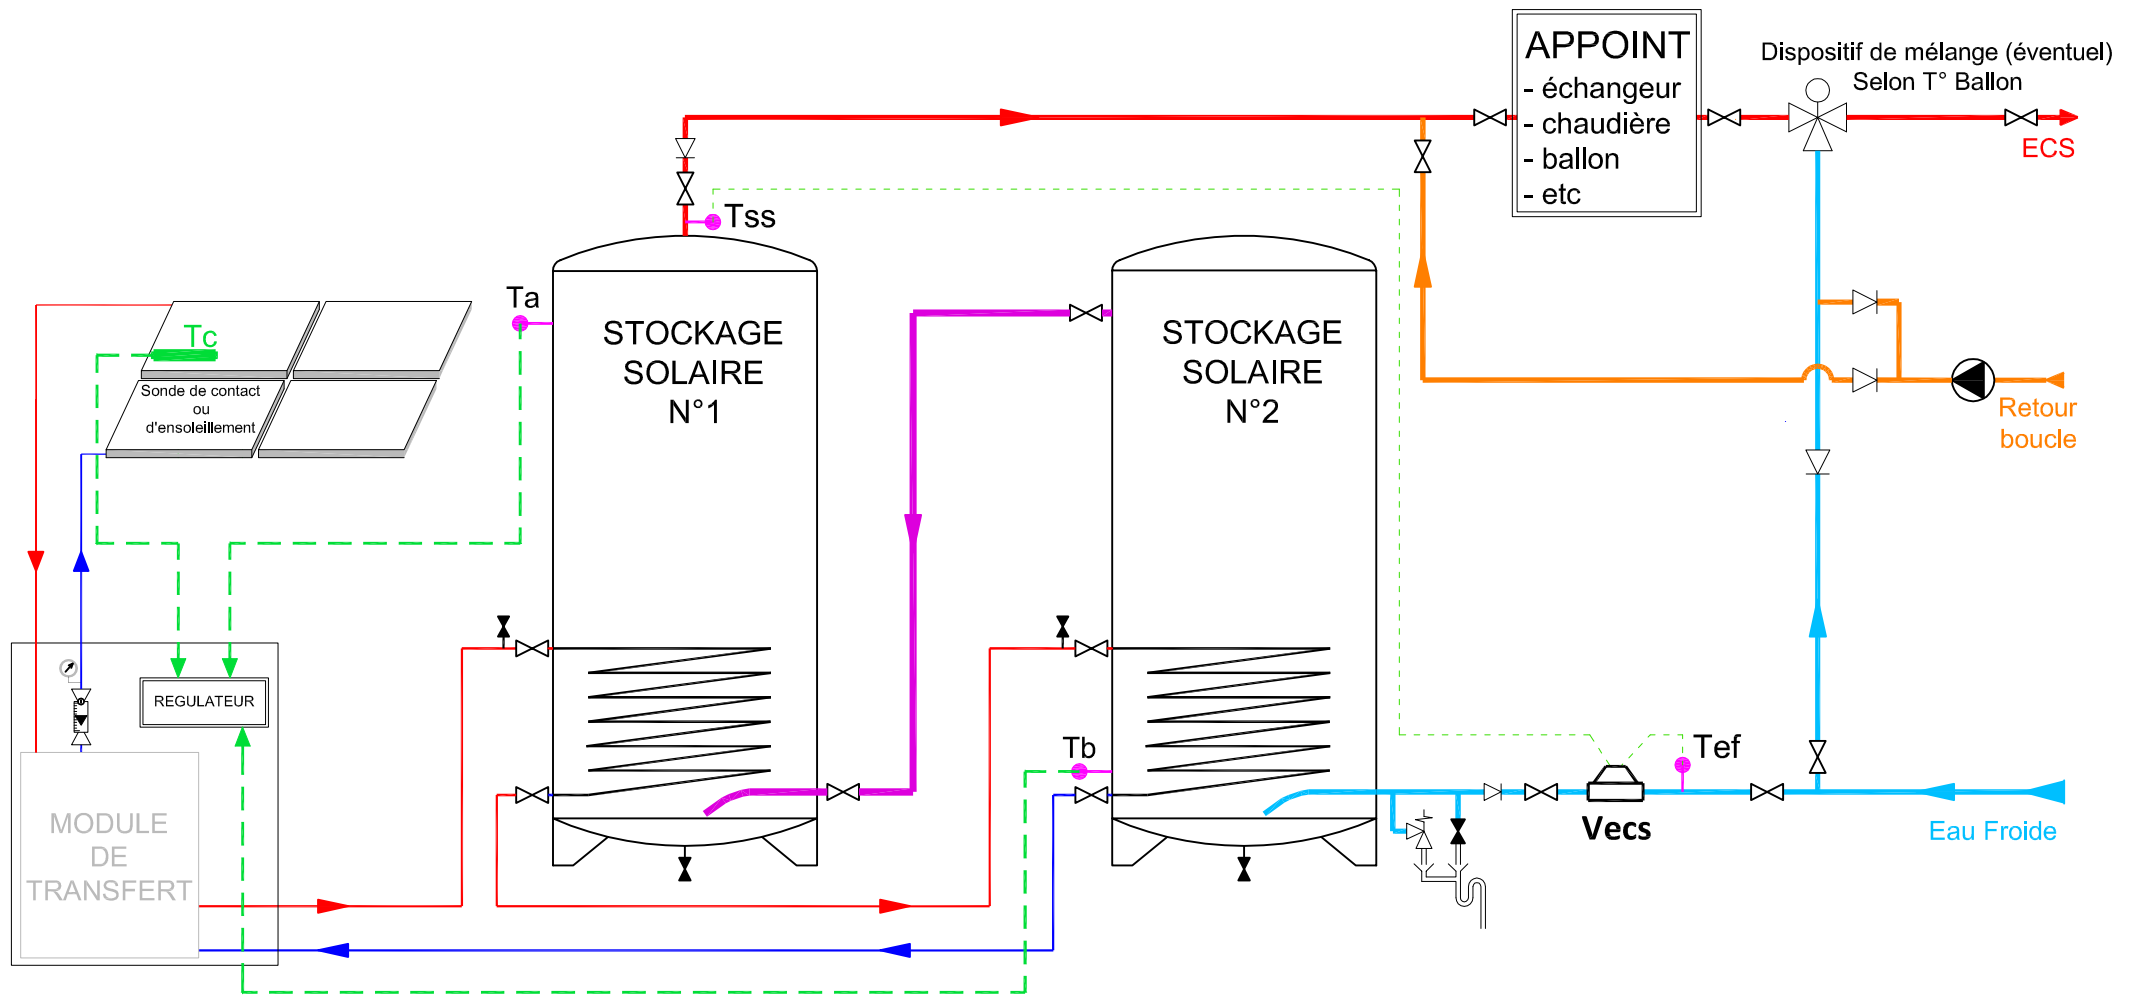 APPOINT
- échangeur
- chaudière
- ballon
- etc
Dispositif de mélange (éventuel)
Selon T° Ballon
ECS
Tss
Ta
STOCKAGE
SOLAIRE
N°1
STOCKAGE
SOLAIRE
N°2
Tc
Sonde de contact
ou
d'ensoleillement
Retour
boucle
REGULATEUR
Tb
Tef
MODULE
DE
TRANSFERT
Vecs
Eau Froide